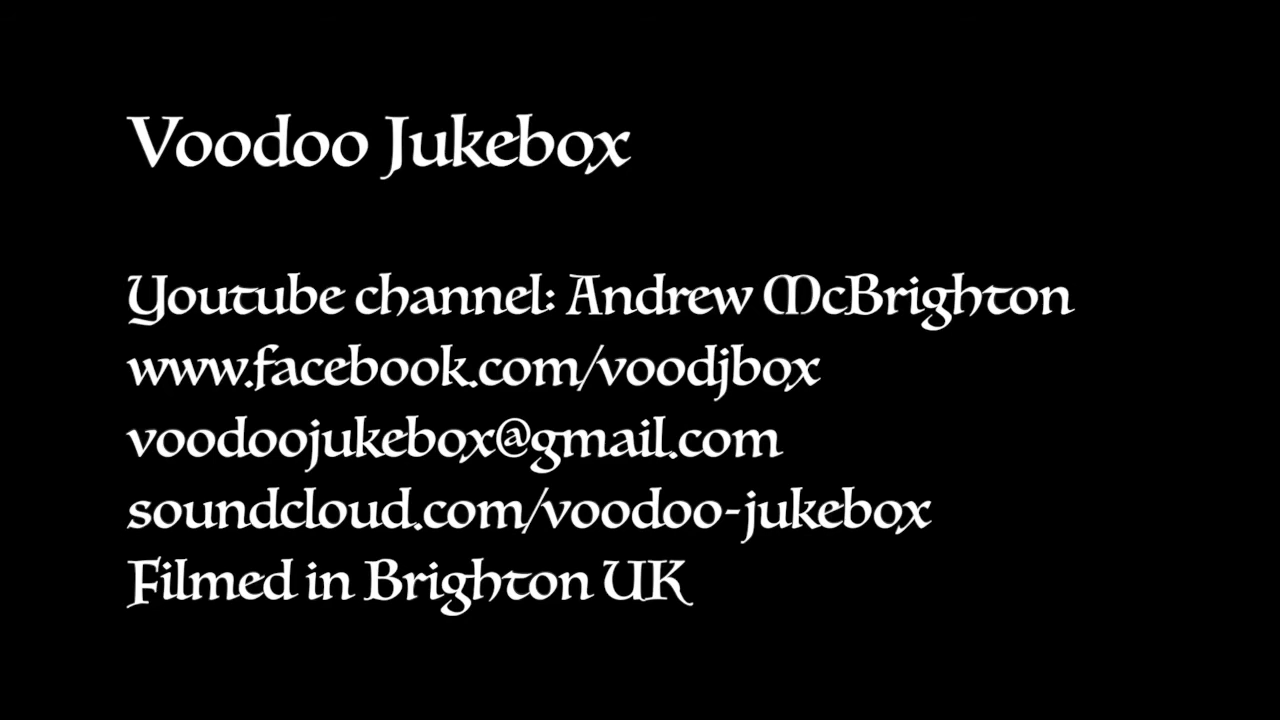 Voodoo Jukebox
Youtube channel: Andrew McBrighton
www.facebook.com/voodjbox
voodoojukebox@gmail.com
soundcloud.com/voodoo-jukebox
Filmed in Brighton UK